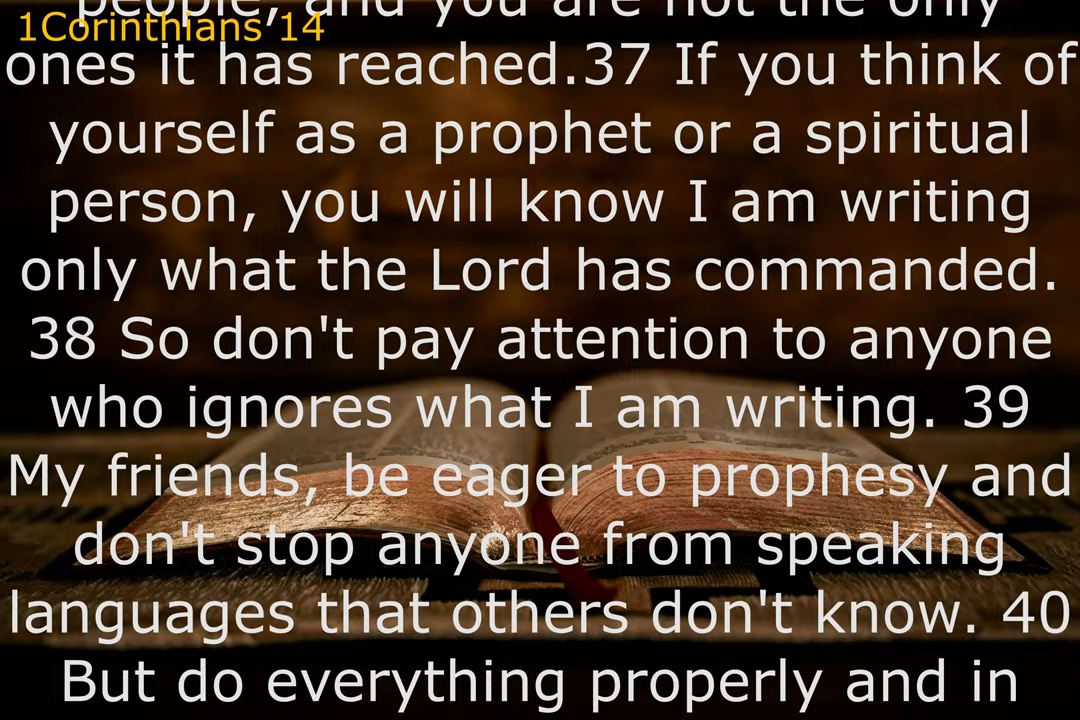 people, and you are not the only
1Corinthians 14
ones it has reached.37 If you think of
yourself as a prophet or a spiritual
person, you will know I am writing
only what the Lord has commanded.
38 So don't pay attention to anyone
who ignores what I am writing. 39
My friends, be eager to prophesy and
don't stop anyone from speaking
languages that others don't know. 40
But do everything properly and in